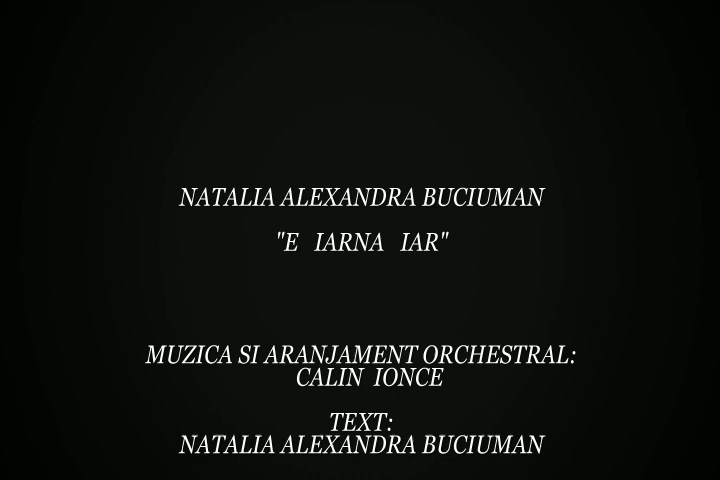 NATALIA ALEXANDRA BUCIUMAN
"E IARNA IAR"
MUZICA SI ARANJAMENT ORCHESTRAL:
CALIN IONCE
TEXT:
NATALIA ALEXANDRA BUCIUMAN